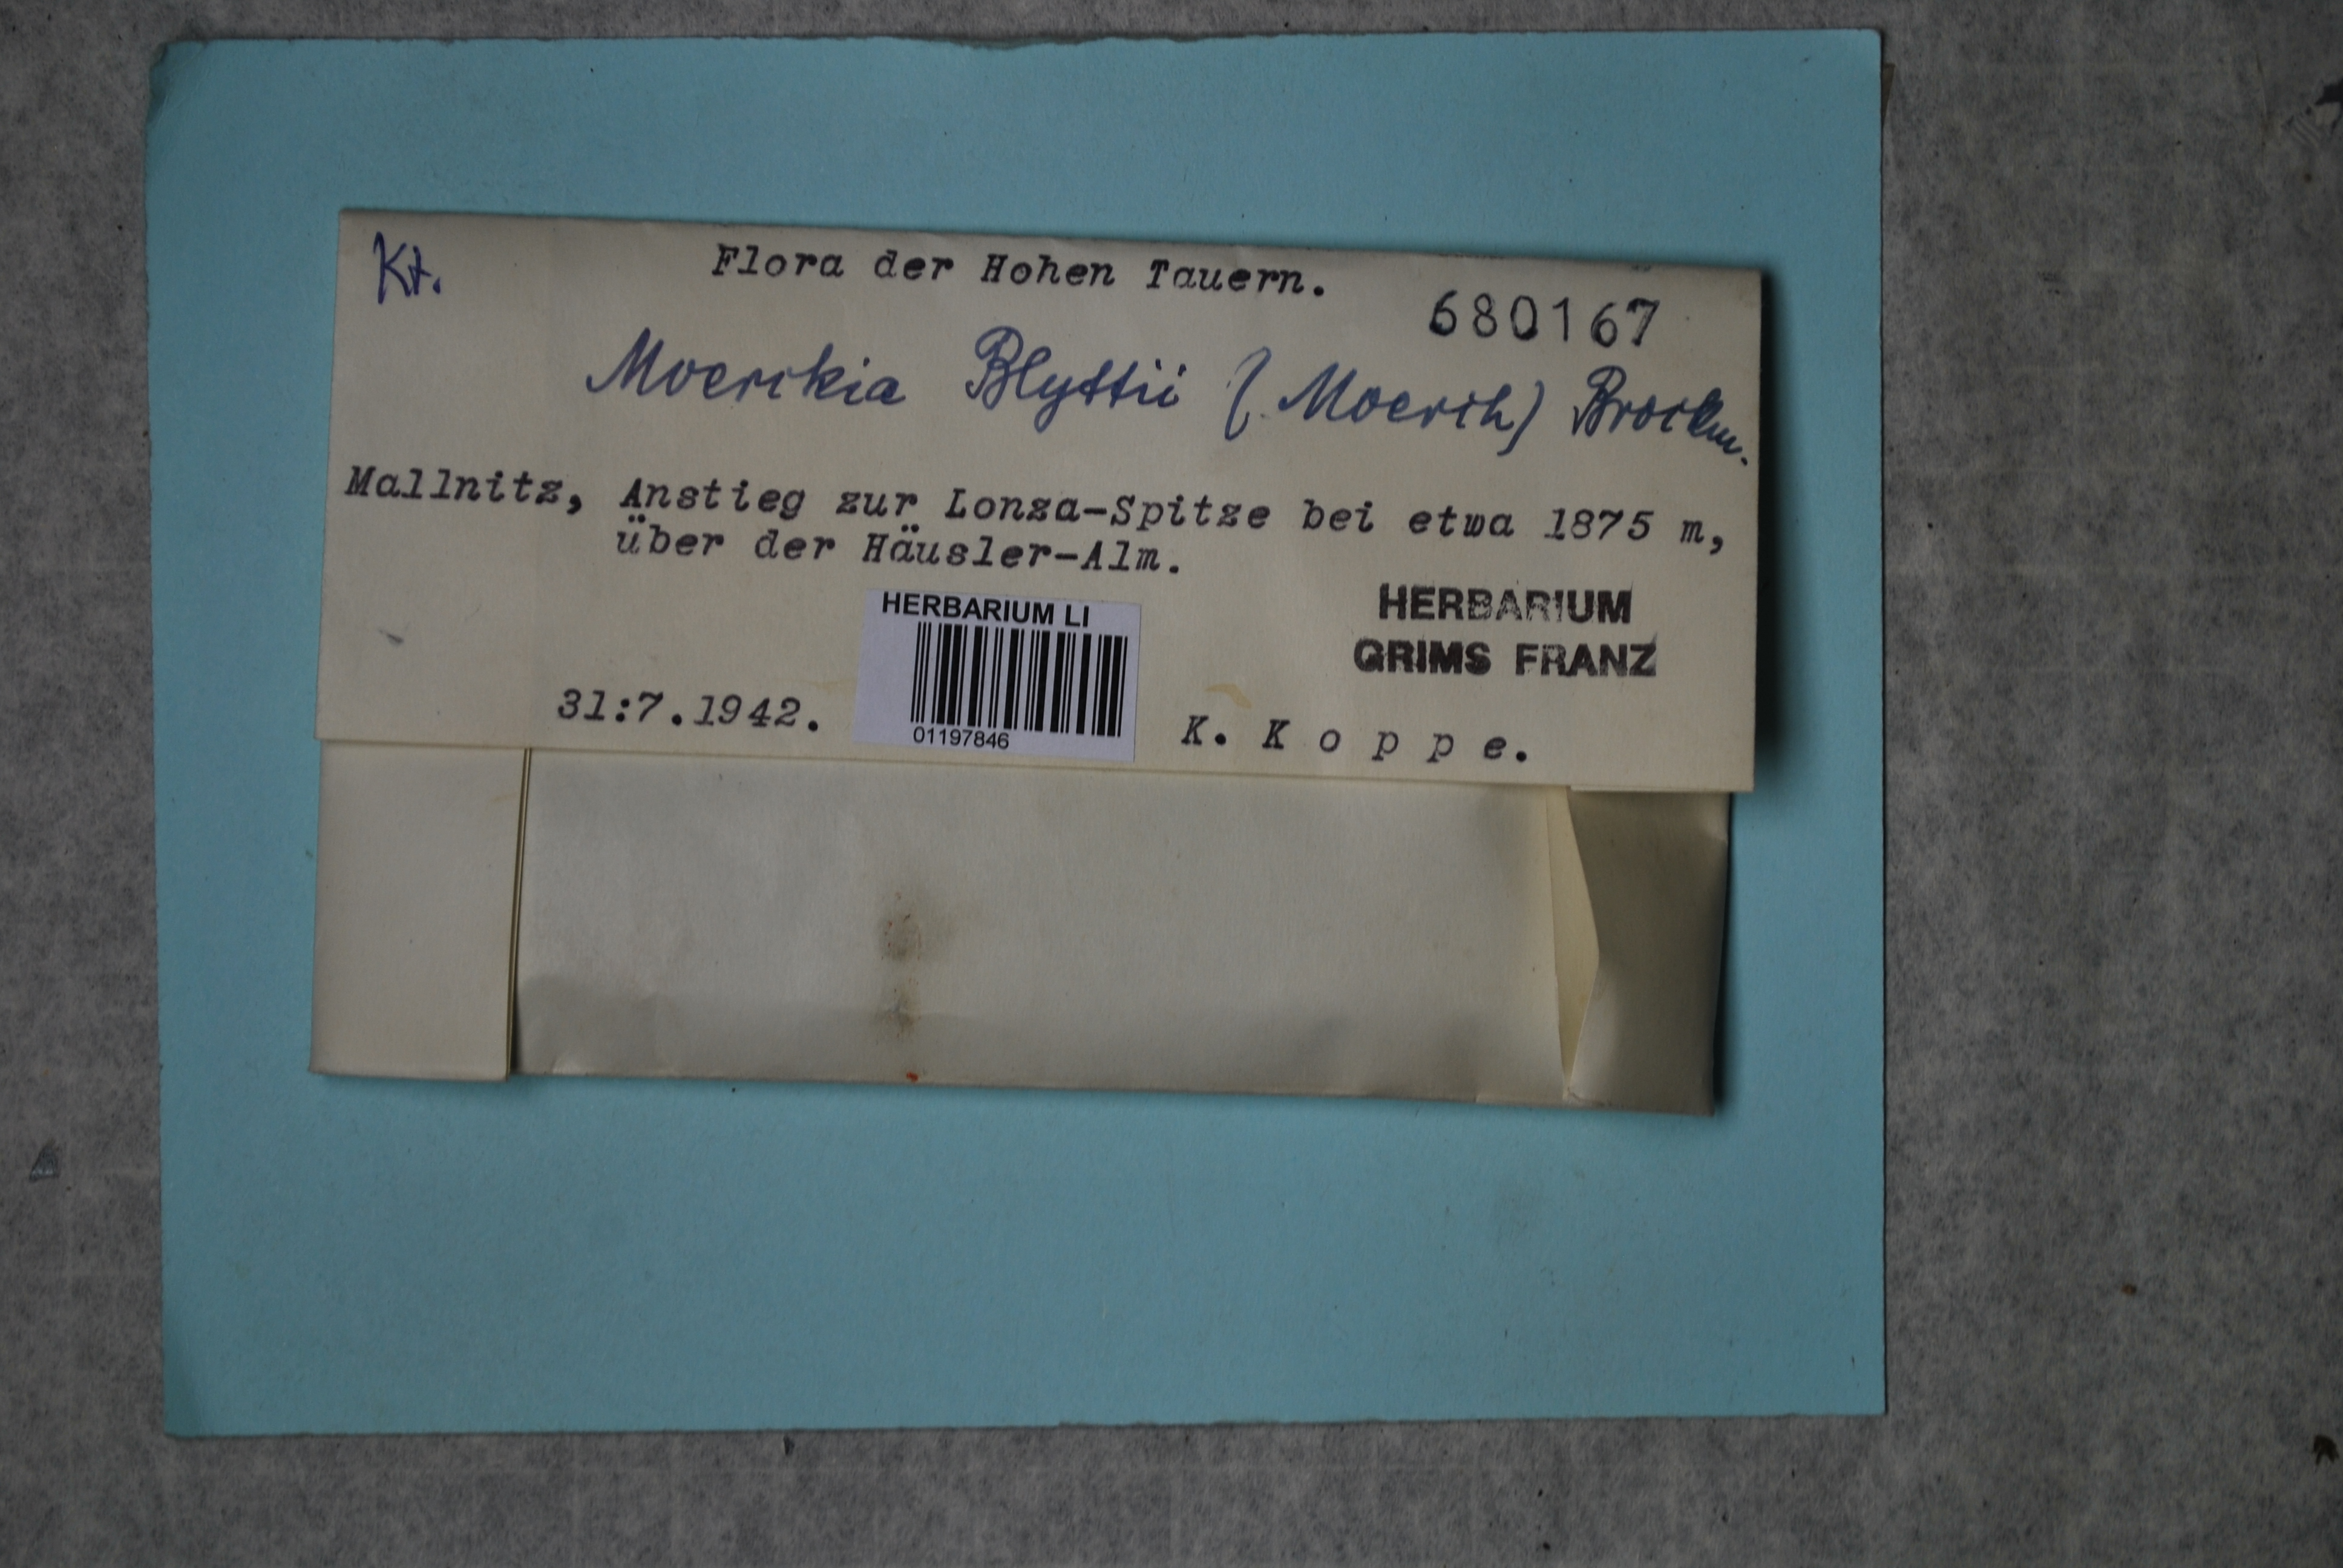 Kt.
Flora der Hohen Tauern.
680167
Moerckia Blyttii (Moerch) Brockm.
Mallnitz, Anstieg zur Lonza-Spitze bei etwa 1875 m,
über der Häusler-Alm.
HERBARIUM LI
01197846
HERBARIUM
GRIMS FRANZ
31:7.1942.
K. Koppe.